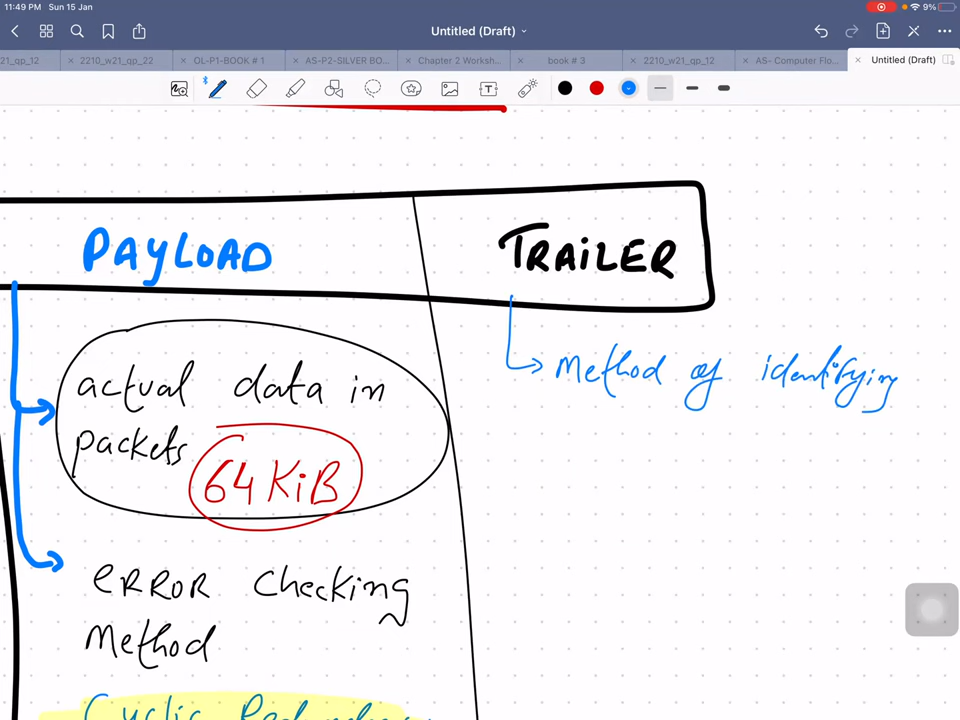 11:49 PM Sun 15 Jan
9%
Untitled (Draft)
21_qp_12
2210_w21_qp_22
OL-P1-BOOK # 1
AS-P2-SILVER BO...
Chapter 2 Worksh...
book # 3
2210_w21_qp_12
AS- Computer Flo...
Untitled (Draft)
PAYLOAD
TRAiLER
Method of identifying
actual data in
packets
64 KiB
ERROR Checking
Method
Cyclic Redundancy